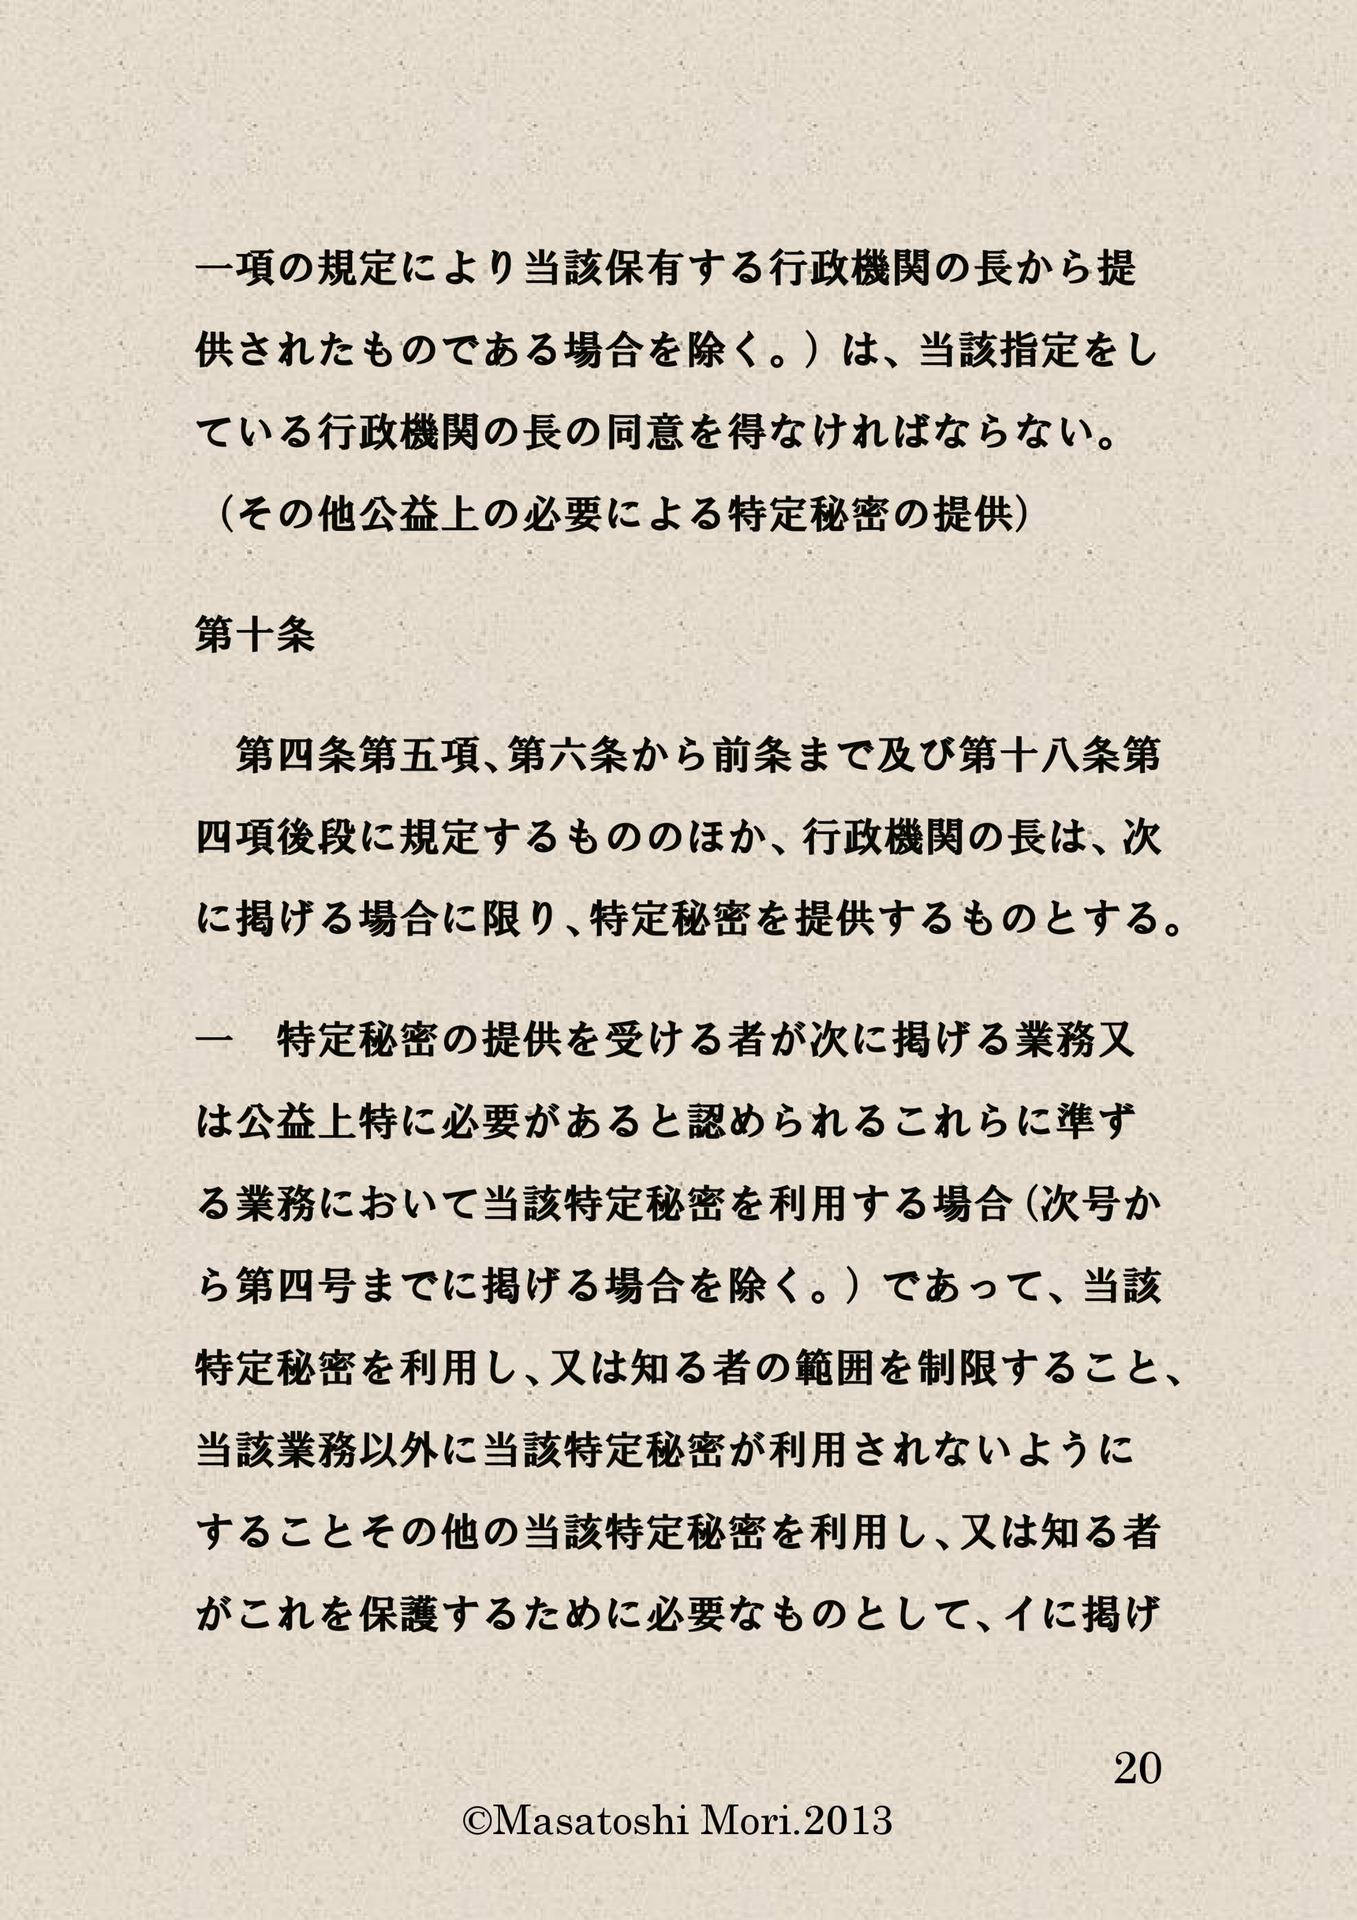 一項の規定により当該保有する行政機関の長から提
供されたものである場合を除く。）は、当該指定をし
ている行政機関の長の同意を得なければならない。
（その他公益上の必要による特定秘密の提供）
第十条
　第四条第五項、第六条から前条まで及び第十八条第
四項後段に規定するもののほか、行政機関の長は、次
に掲げる場合に限り、特定秘密を提供するものとする。
一　特定秘密の提供を受ける者が次に掲げる業務又
は公益上特に必要があると認められるこれらに準ず
る業務において当該特定秘密を利用する場合（次号か
ら第四号までに掲げる場合を除く。）であって、当該
特定秘密を利用し、又は知る者の範囲を制限すること、
当該業務以外に当該特定秘密が利用されないように
することその他の当該特定秘密を利用し、又は知る者
がこれを保護するために必要なものとして、イに掲げ
20
©Masatoshi Mori.2013